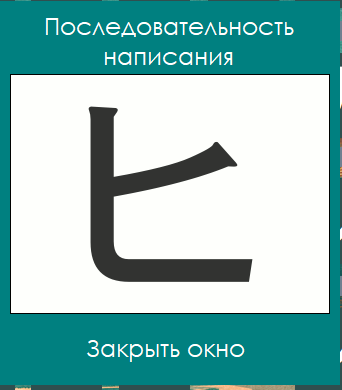 Последовательность
написания
ヒ
Закрыть окно